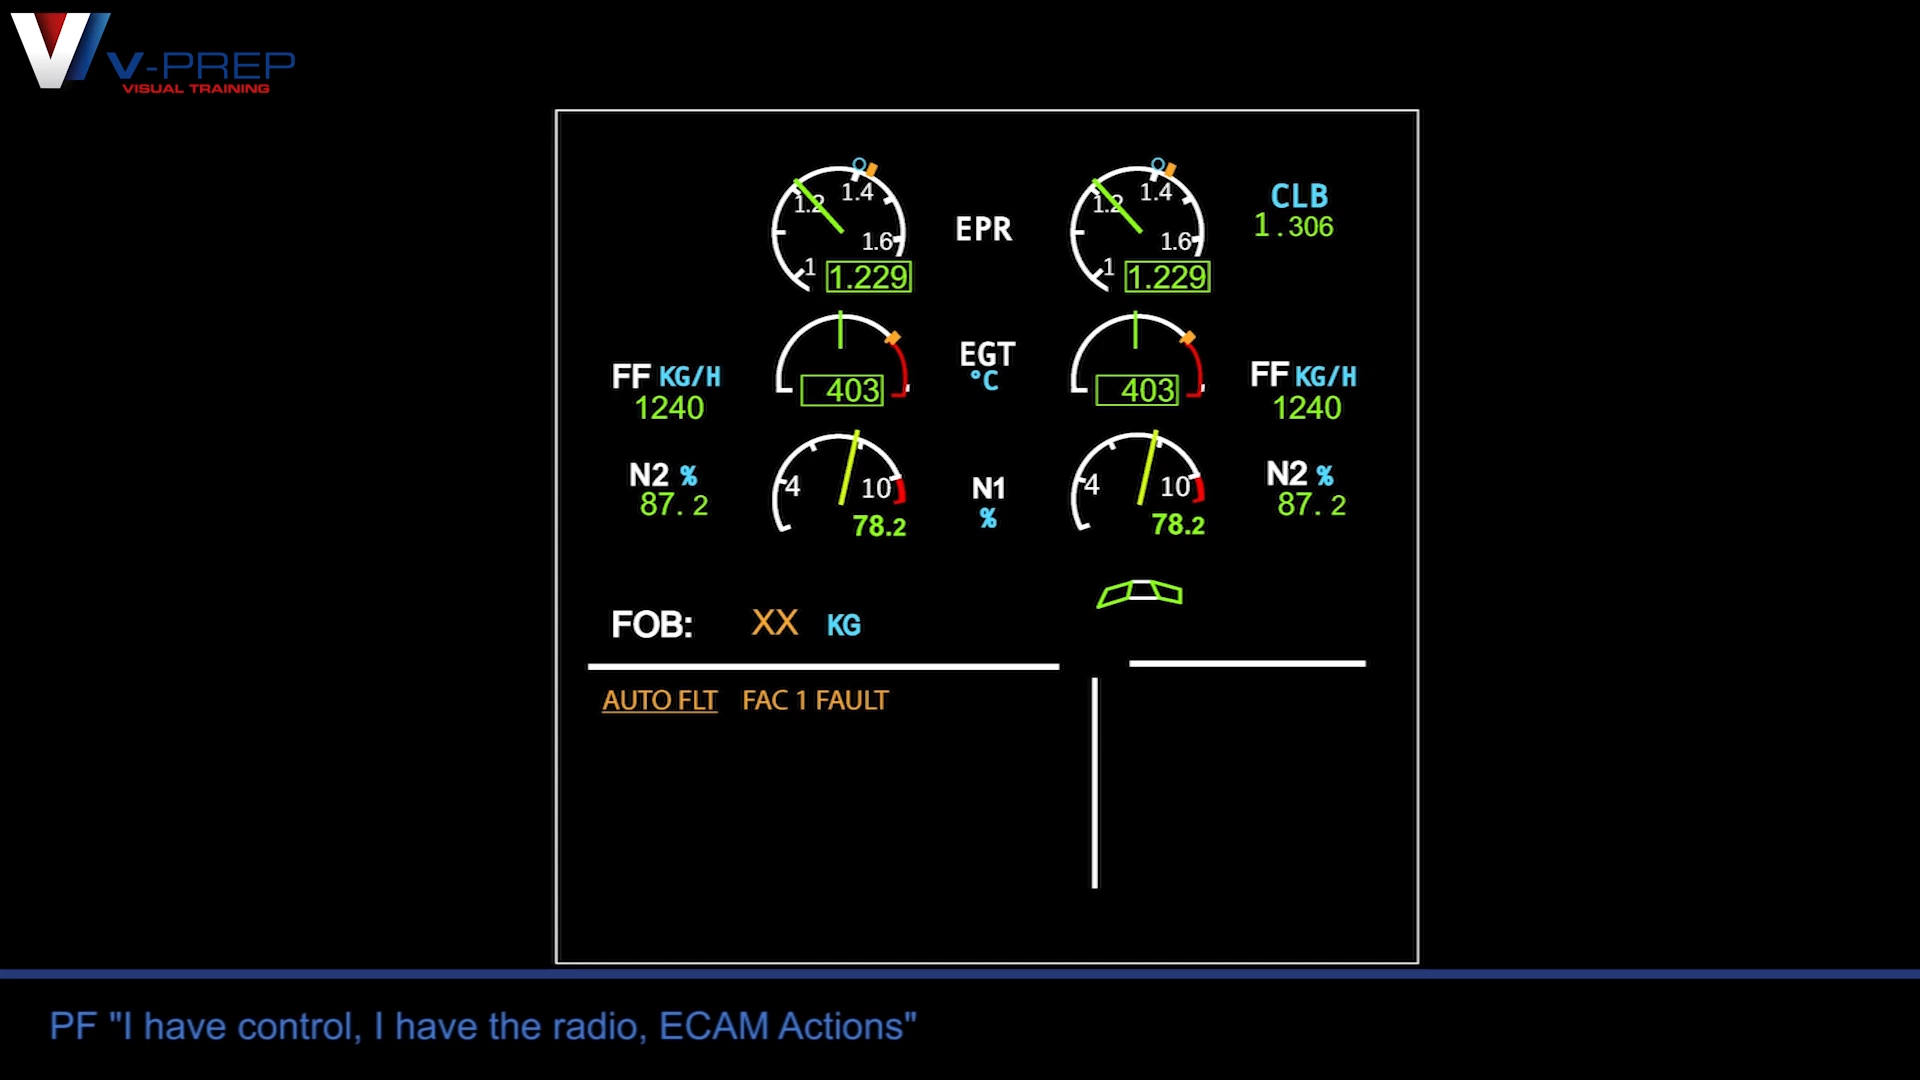 V-PREP
VISUAL TRAINING
1.2 1.4 1.6 1 1.229
EPR
1.2 1.4 1.6 1 1.229
CLB
1.306
FF KG/H
1240
403
EGT
°C
403
FF KG/H
1240
N2 %
87.2
4 10 78.2
N1
%
4 10 78.2
N2 %
87.2
FOB: XX KG
AUTO FLT FAC 1 FAULT
PF "I have control, I have the radio, ECAM Actions"